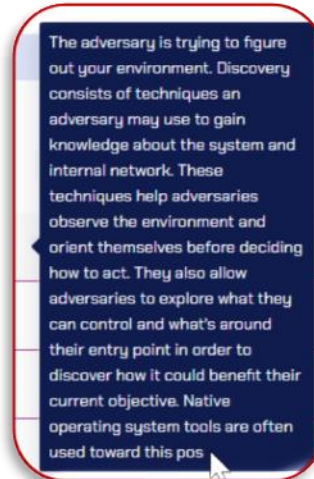 The adversary is trying to figure
out your environment. Discovery
consists of techniques an
adversary may use to gain
knowledge about the system and
internal network. These
techniques help adversaries
observe the environment and
orient themselves before deciding
how to act. They also allow
adversaries to explore what they
can control and what's around
their entry point in order to
discover how it could benefit their
current objective. Native
operating system tools are often
used toward this pos